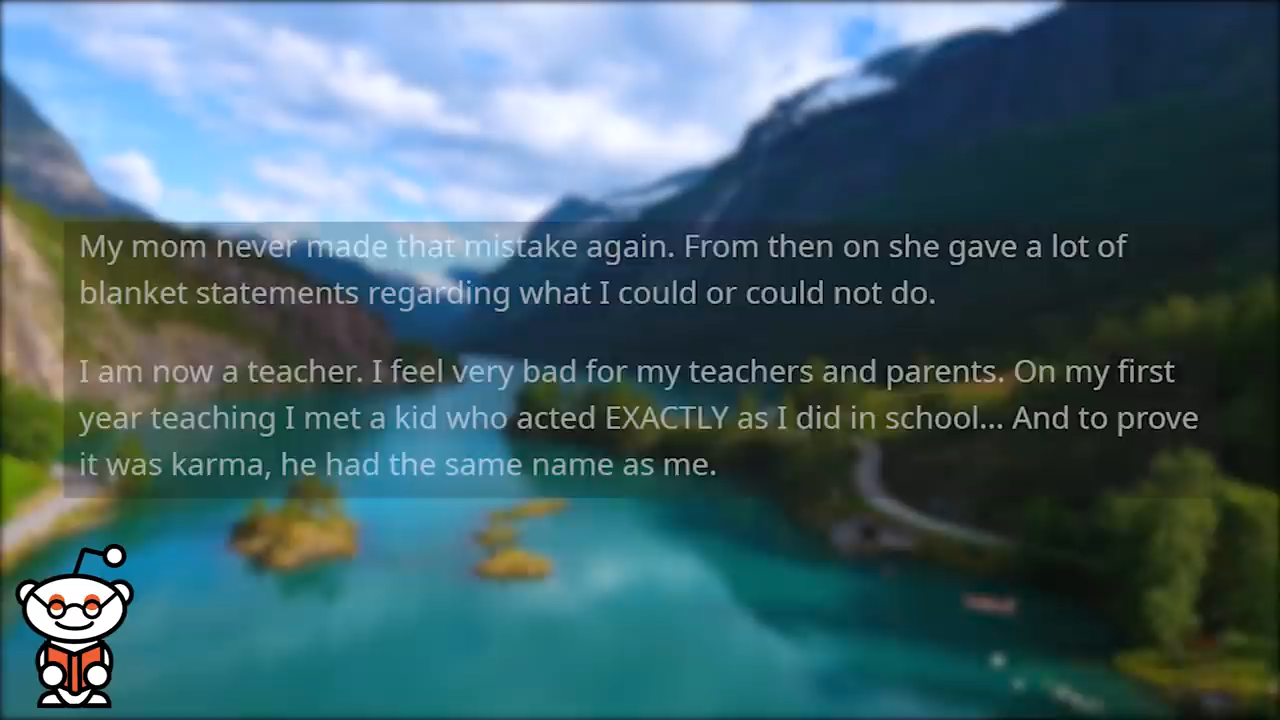 My mom never made that mistake again. From then on she gave a lot of
blanket statements regarding what I could or could not do.
I am now a teacher. I feel very bad for my teachers and parents. On my first
year teaching I met a kid who acted EXACTLY as I did in school... And to prove
it was karma, he had the same name as me.